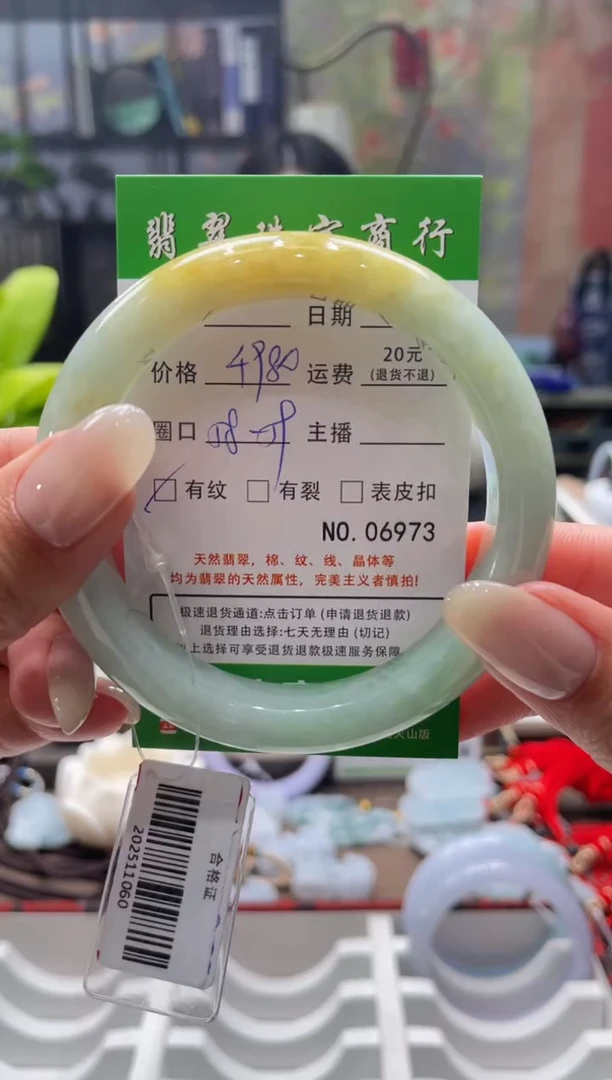 翡翠珠宝商行
日期
价格 4980 运费 20元
(退货不退)
圈口 主播
有纹 有裂 表皮扣
NO. 06973
天然翡翠，棉、纹、线、晶体等
均为翡翠的天然属性，完美主义者慎拍!
极速退货通道:点击订单 (申请退货退款)
退货理由选择:七天无理由 (切记)
上选择可享受退货退款极速服务保障
火山版
合格证
202511060